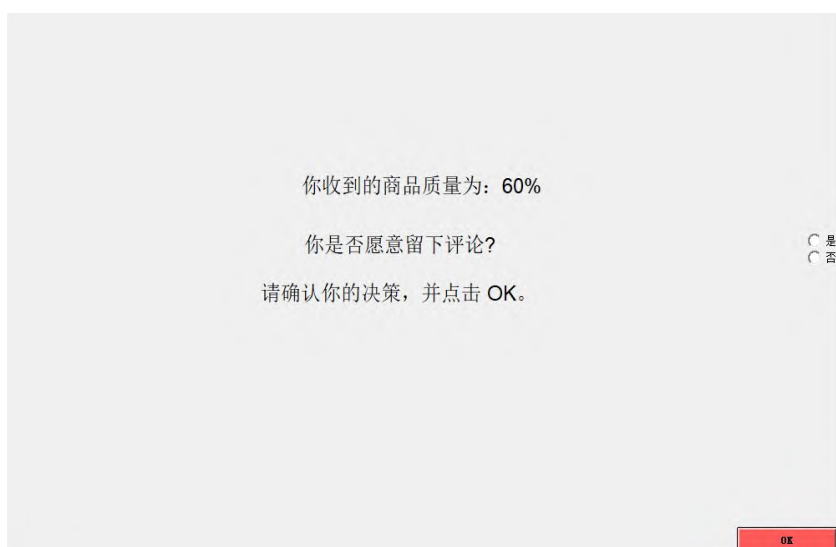 你收到的商品质量为：60%
你是否愿意留下评论?
是
否
请确认你的决策，并点击 OK。
OK